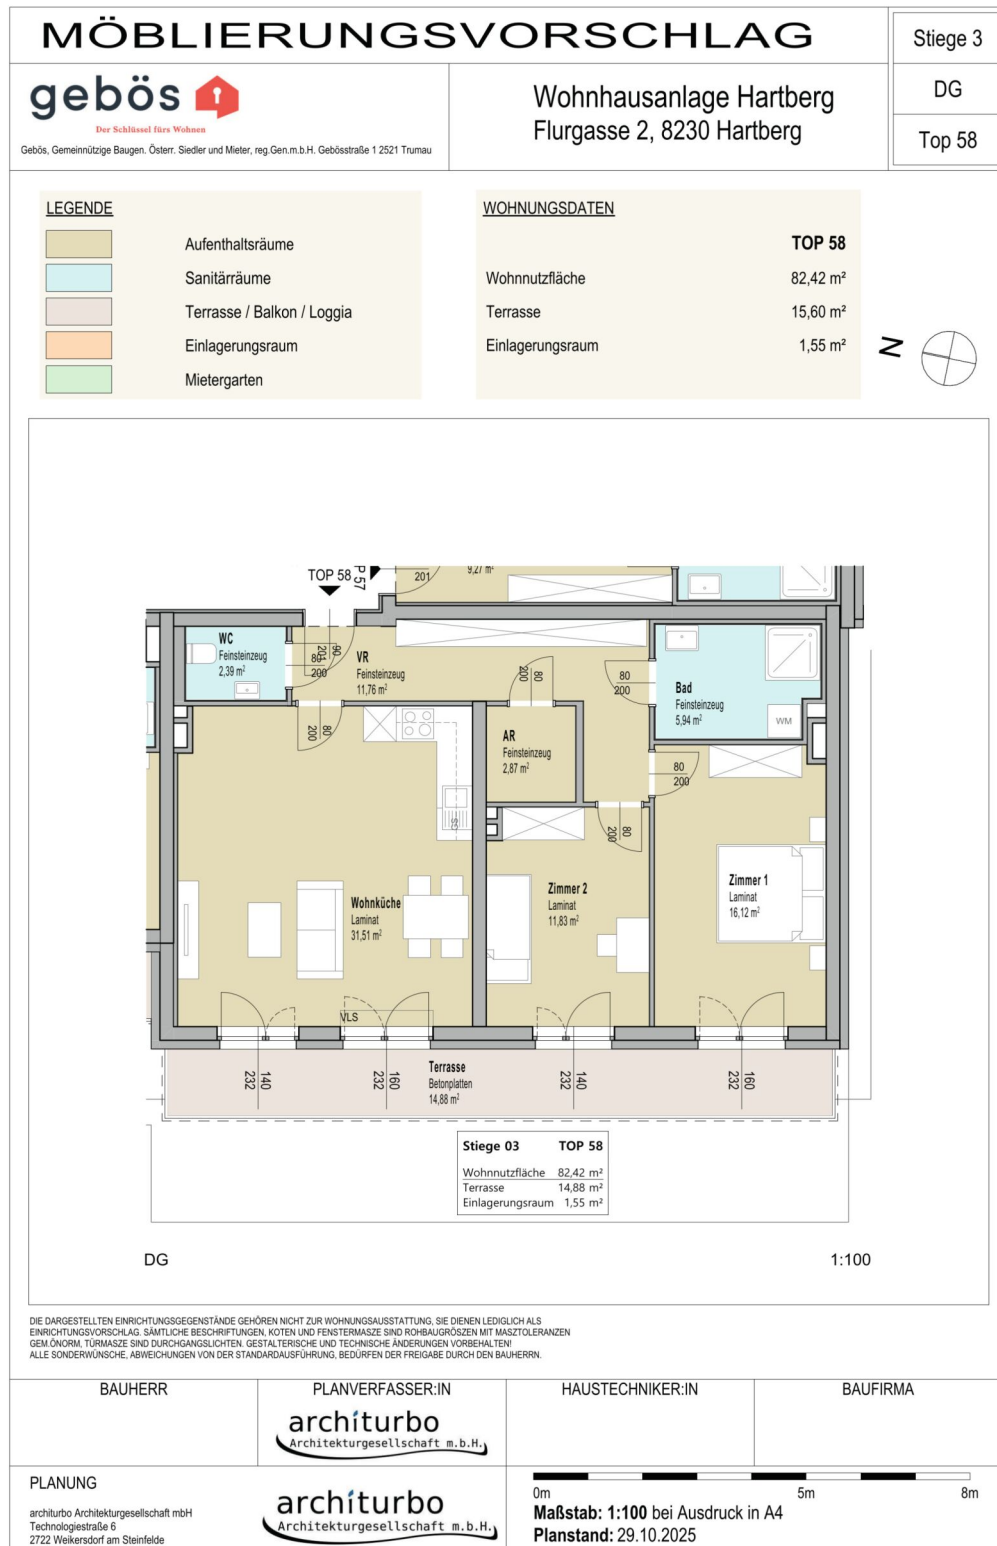 MÖBLIERUNGSVORSCHLAG
Stiege 3
DG
Top 58
gebös
Der Schlüssel fürs Wohnen
Gebös, Gemeinnützige Baugen. Österr. Siedler und Mieter, reg.Gen.m.b.H. Gebösstraße 1 2521 Trumau
Wohnhausanlage Hartberg
Flurgasse 2, 8230 Hartberg
LEGENDE
Aufenthaltsräume
Sanitärräume
Terrasse / Balkon / Loggia
Einlagerungsraum
Mietergarten
WOHNUNGSDATEN
TOP 58
Wohnnutzfläche 82,42 m²
Terrasse 15,60 m²
Einlagerungsraum 1,55 m²
N
TOP 58
P 57
201
9,27 m²
WC
Feinsteinzeug
2,39 m²
80
200
90
201
VR
Feinsteinzeug
11,76 m²
80
200
80
200
80
200
Bad
Feinsteinzeug
5,94 m²
WM
AR
Feinsteinzeug
2,87 m²
80
200
80
200
GS
Wohnküche
Laminat
31,51 m²
Zimmer 2
Laminat
11,83 m²
Zimmer 1
Laminat
16,12 m²
VLS
Terrasse
Betonplatten
14,88 m²
140
232
160
232
140
232
160
232
Stiege 03 TOP 58
Wohnnutzfläche 82,42 m²
Terrasse 14,88 m²
Einlagerungsraum 1,55 m²
DG
1:100
DIE DARGESTELLTEN EINRICHTUNGSGEGENSTÄNDE GEHÖREN NICHT ZUR WOHNUNGSAUSSTATTUNG, SIE DIENEN LEDIGLICH ALS
EINRICHTUNGSVORSCHLAG. SÄMTLICHE BESCHRIFTUNGEN, KOTEN UND FENSTERMASZE SIND ROHBAUGRÖSZEN MIT MASZTOLERANZEN
GEM.ÖNORM, TÜRMASZE SIND DURCHGANGSLICHTEN. GESTALTERISCHE UND TECHNISCHE ÄNDERUNGEN VORBEHALTEN!
ALLE SONDERWÜNSCHE, ABWEICHUNGEN VON DER STANDARDAUSFÜHRUNG, BEDÜRFEN DER FREIGABE DURCH DEN BAUHERRN.
BAUHERR
PLANVERFASSER:IN
HAUSTECHNIKER:IN
BAUFIRMA
architurbo
Architekturgesellschaft m.b.H.
PLANUNG
architurbo Architekturgesellschaft mbH
Technologiestraße 6
2722 Weikersdorf am Steinfelde
architurbo
Architekturgesellschaft m.b.H.
0m 5m 8m
Maßstab: 1:100 bei Ausdruck in A4
Planstand: 29.10.2025